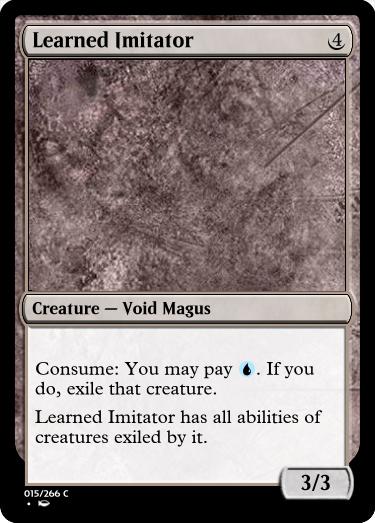 Learned Imitator 4
Creature — Void Magus
Consume: You may pay . If you
do, exile that creature.
Learned Imitator has all abilities of
creatures exiled by it.
3/3
015/266 C